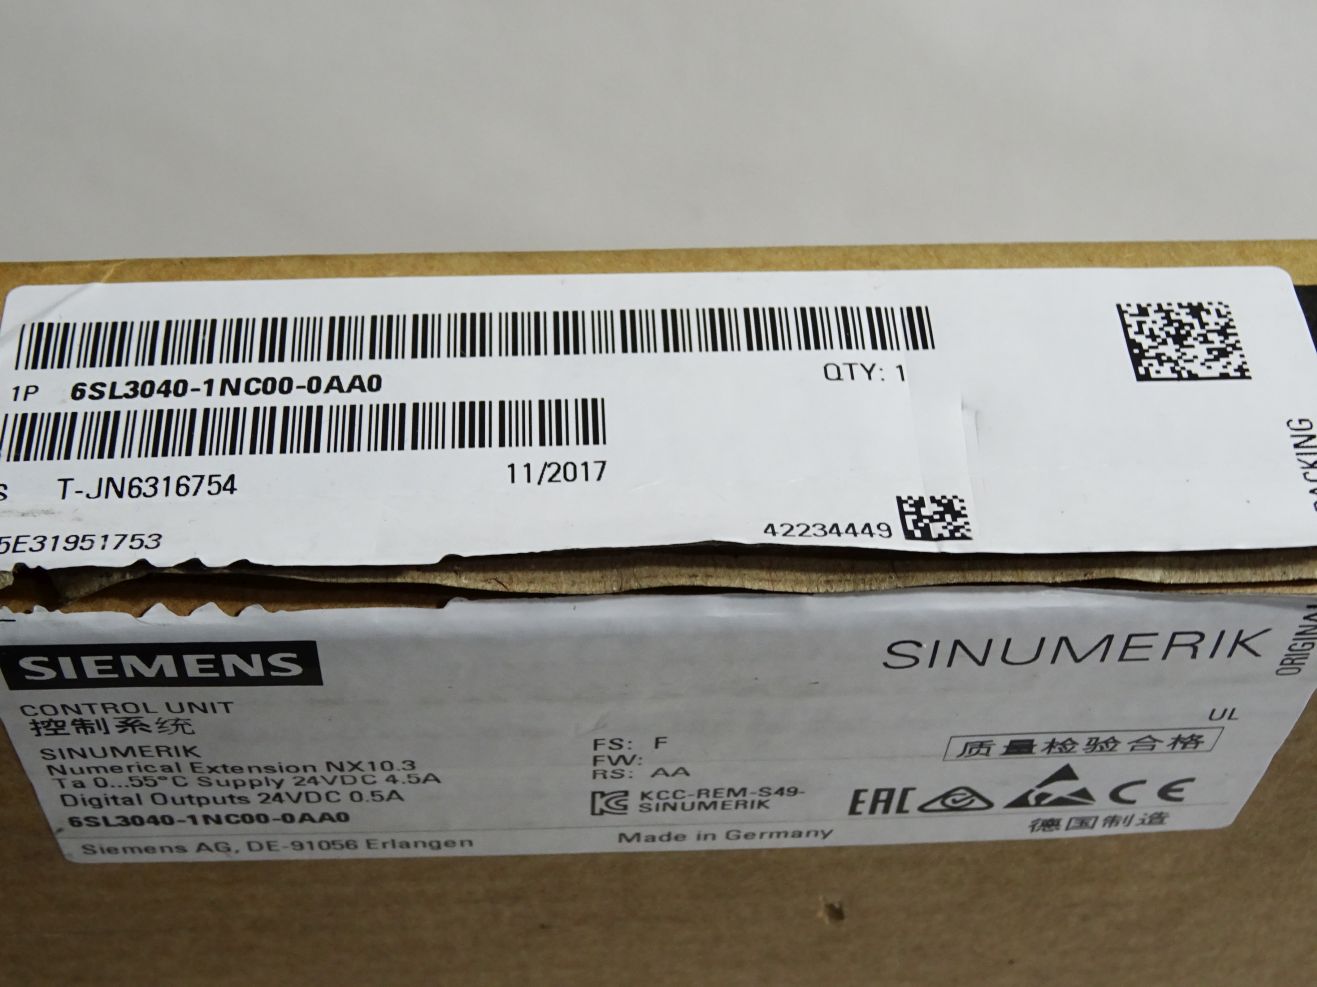 1P 6SL3040-1NC00-0AA0
QTY: 1
S T-JN6316754
11/2017
5E31951753
42234449
ORIGINAL PACKING
SIEMENS
SINUMERIK
CONTROL UNIT
控制系统
SINUMERIK
Numerical Extension NX10.3
Ta 0...55°C Supply 24VDC 4.5A
Digital Outputs 24VDC 0.5A
6SL3040-1NC00-0AA0
Siemens AG, DE-91056 Erlangen
FS: F
FW:
RS: AA
KCC-REM-S49-
SINUMERIK
Made in Germany
UL
质量检验合格
EAC
CE
德国制造